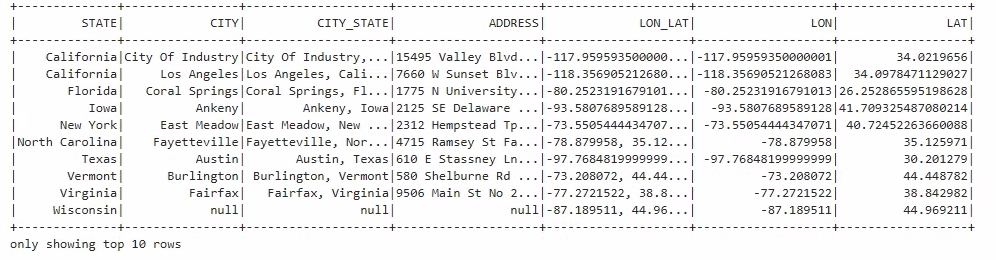 +--------------+----------------+--------------------+--------------------+--------------------+-------------------+------------------+
|         STATE|            CITY|          CITY_STATE|             ADDRESS|             LON_LAT|                LON|               LAT|
+--------------+----------------+--------------------+--------------------+--------------------+-------------------+------------------+
|    California|City Of Industry|City Of Industry,...|15495 Valley Blvd...|-117.959593500000...|-117.95959350000001|        34.0219656|
|    California|     Los Angeles|Los Angeles, Cali...|7660 W Sunset Blv...|-118.356905212680...|-118.35690521268083|  34.0978471129027|
|       Florida|   Coral Springs|Coral Springs, Fl...|1775 N University...|-80.2523191679101...| -80.25231916791013|26.252865595198628|
|          Iowa|          Ankeny|        Ankeny, Iowa|2125 SE Delaware ...|-93.5807689589128...|  -93.5807689589128|41.709325487080214|
|      New York|     East Meadow|East Meadow, New ...|2312 Hempstead Tp...|-73.5505444434707...| -73.55054444347071| 40.72452263660088|
|North Carolina|    Fayetteville|Fayetteville, Nor...|4715 Ramsey St Fa...|-78.879958, 35.12...|         -78.879958|         35.125971|
|         Texas|          Austin|       Austin, Texas|610 E Stassney Ln...|-97.7684819999999...| -97.76848199999999|         30.201279|
|       Vermont|      Burlington| Burlington, Vermont|580 Shelburne Rd ...|-73.208072, 44.44...|         -73.208072|         44.448782|
|      Virginia|         Fairfax|   Fairfax, Virginia|9506 Main St No 2...|-77.2721522, 38.8...|        -77.2721522|         38.842982|
|     Wisconsin|            null|                null|                null|-87.189511, 44.96...|         -87.189511|         44.969211|
+--------------+----------------+--------------------+--------------------+--------------------+-------------------+------------------+
only showing top 10 rows